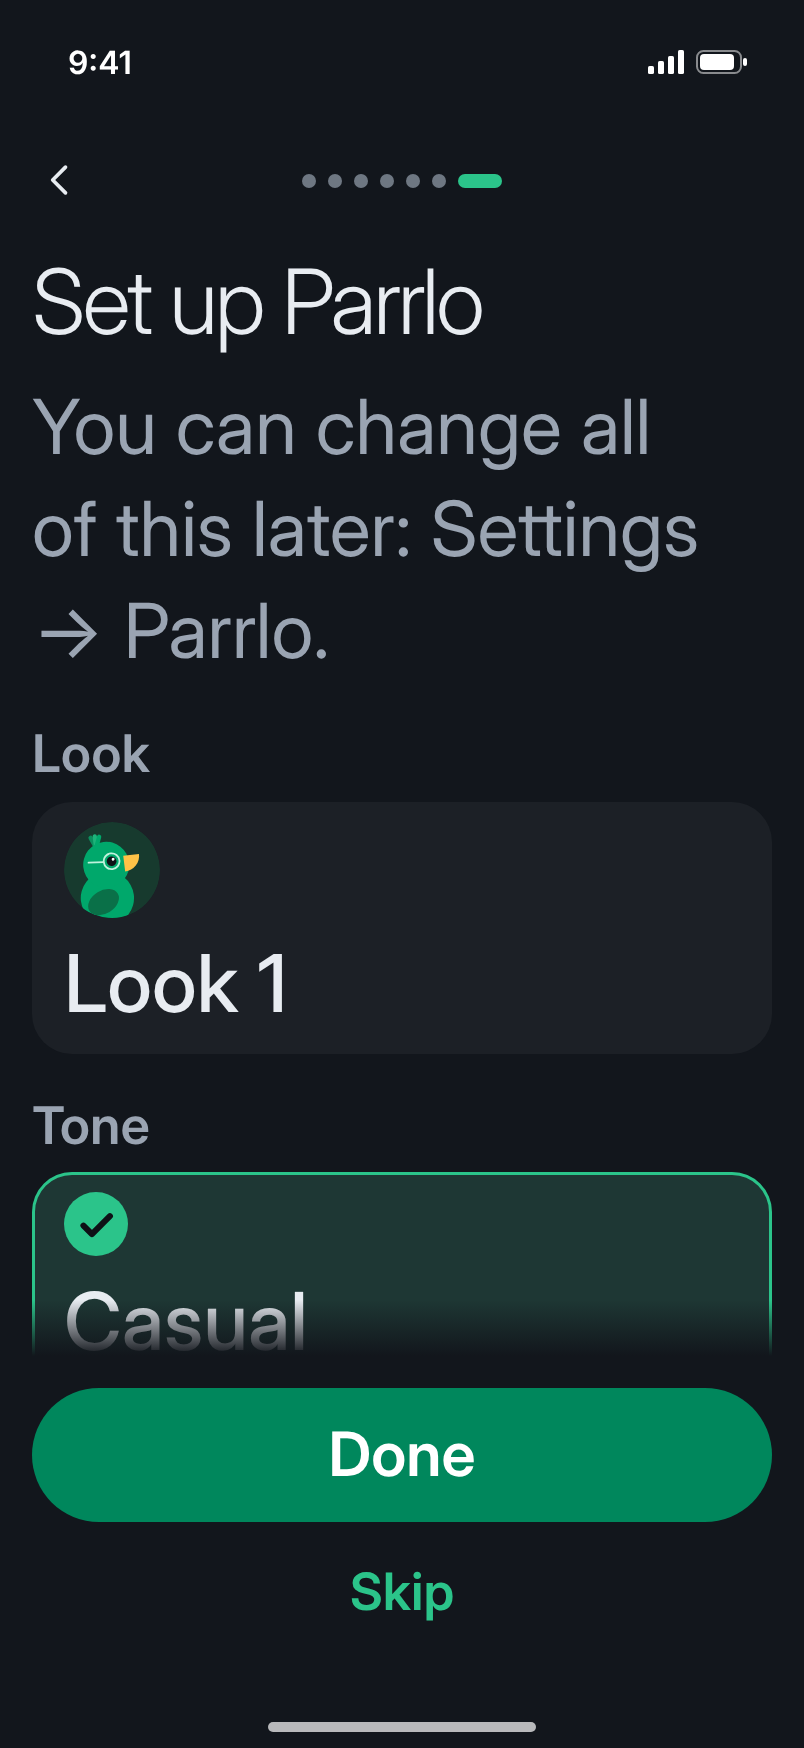 9:41
Set up Parrlo
You can change all
of this later: Settings
→ Parrlo.
Look
Look 1
Tone
Casual
Done
Skip